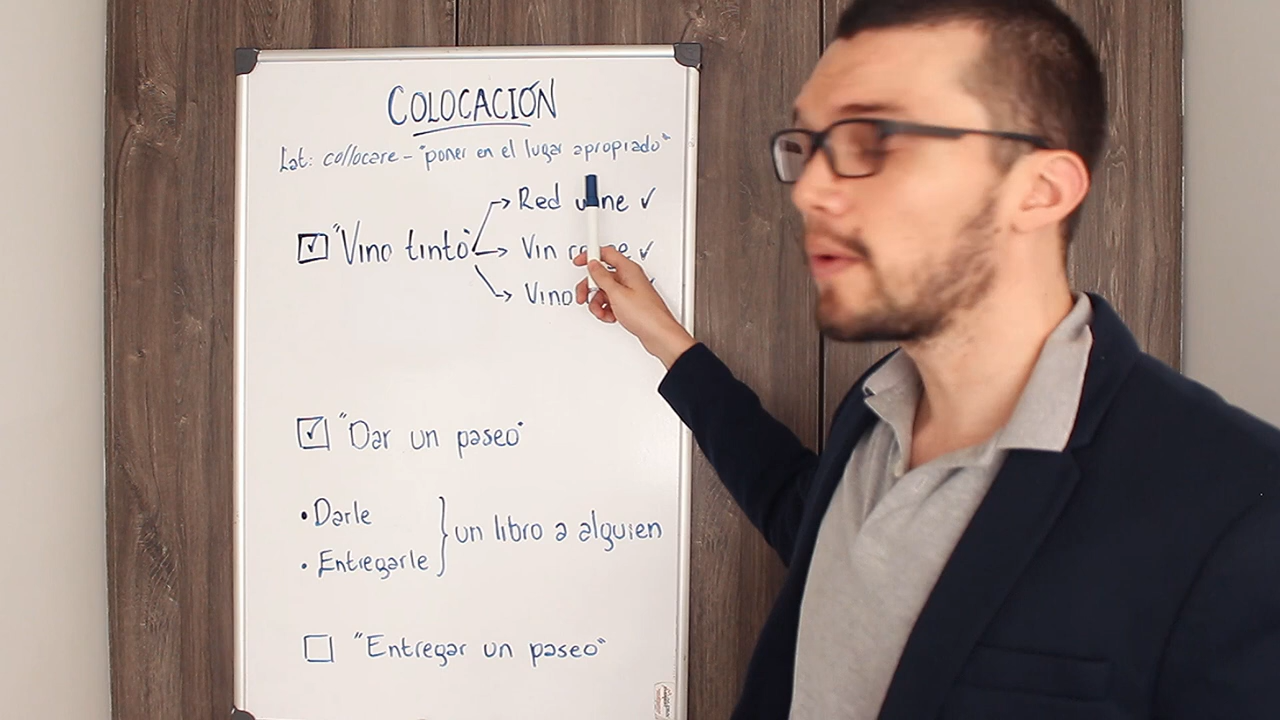 COLOCACIÓN
Lat: collocare - "poner en el lugar apropiado"
Red wine ✓
☑ "Vino tinto"
Vin ✓
Vino
☑ "Dar un paseo"
• Darle
un libro a alguien
• Entregarle
☐ "Entregar un paseo"